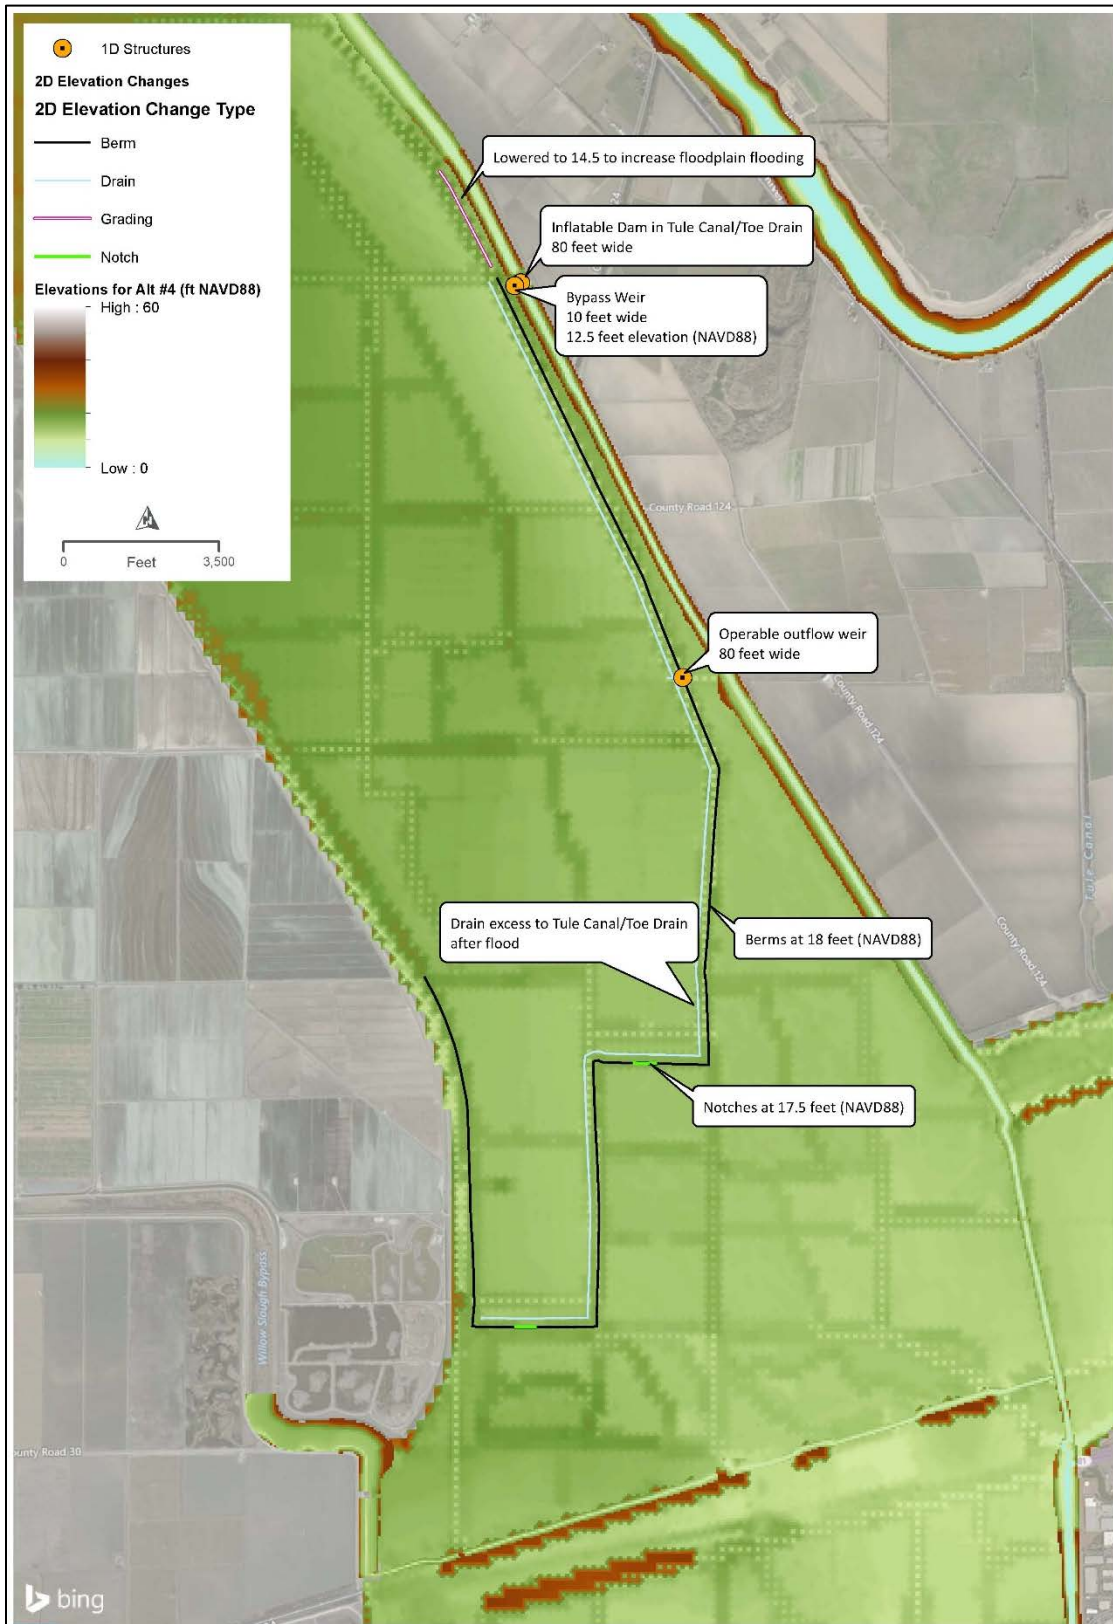 1D Structures
2D Elevation Changes
2D Elevation Change Type
Berm
Drain
Grading
Notch
Elevations for Alt #4 (ft NAVD88)
High : 60
Low : 0
0
Feet
3,500
Lowered to 14.5 to increase floodplain flooding
Inflatable Dam in Tule Canal/Toe Drain
80 feet wide
Bypass Weir
10 feet wide
12.5 feet elevation (NAVD88)
County Road 124
Operable outflow weir
80 feet wide
County Road 124
Tule Canal
Drain excess to Tule Canal/Toe Drain
after flood
Berms at 18 feet (NAVD88)
County Road 124
Notches at 17.5 feet (NAVD88)
Willow Slough Bypass
ounty Road 30
bing